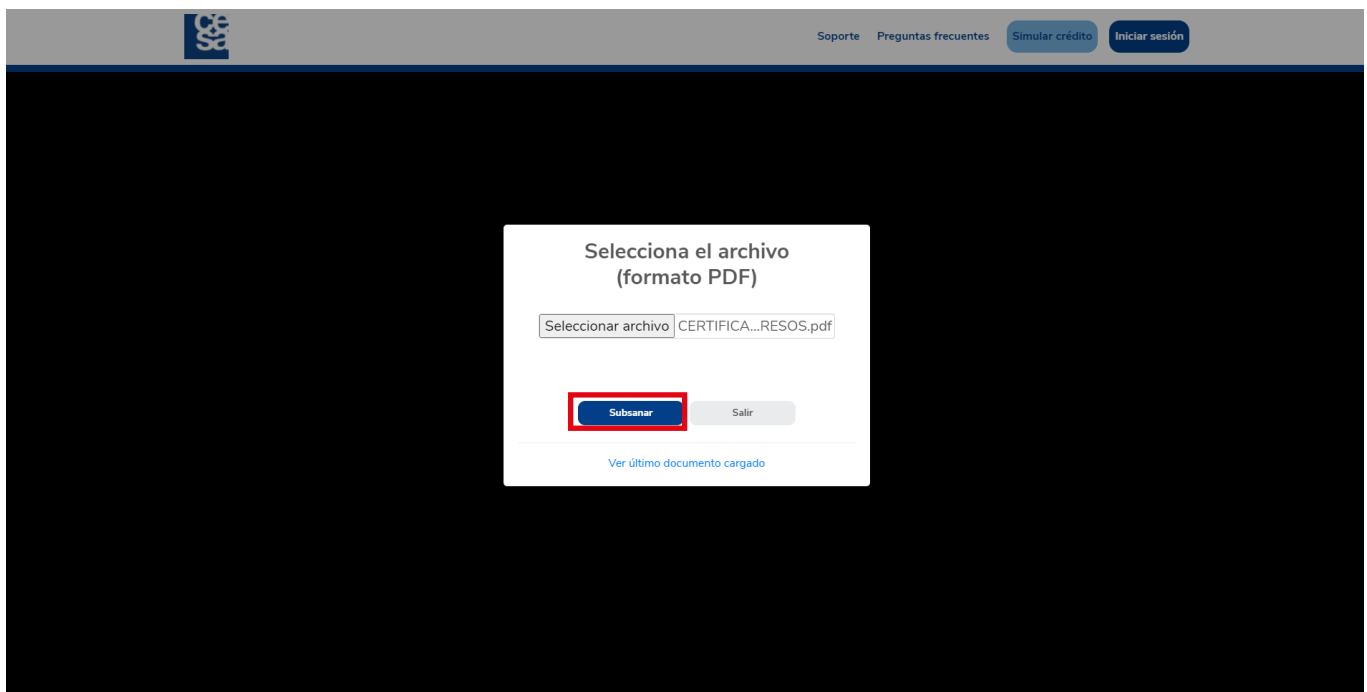 cesa
Soporte Preguntas frecuentes Simular crédito Iniciar sesión
Selecciona el archivo
(formato PDF)
Seleccionar archivo CERTIFICA...RESOS.pdf
Subsanar Salir
Ver último documento cargado